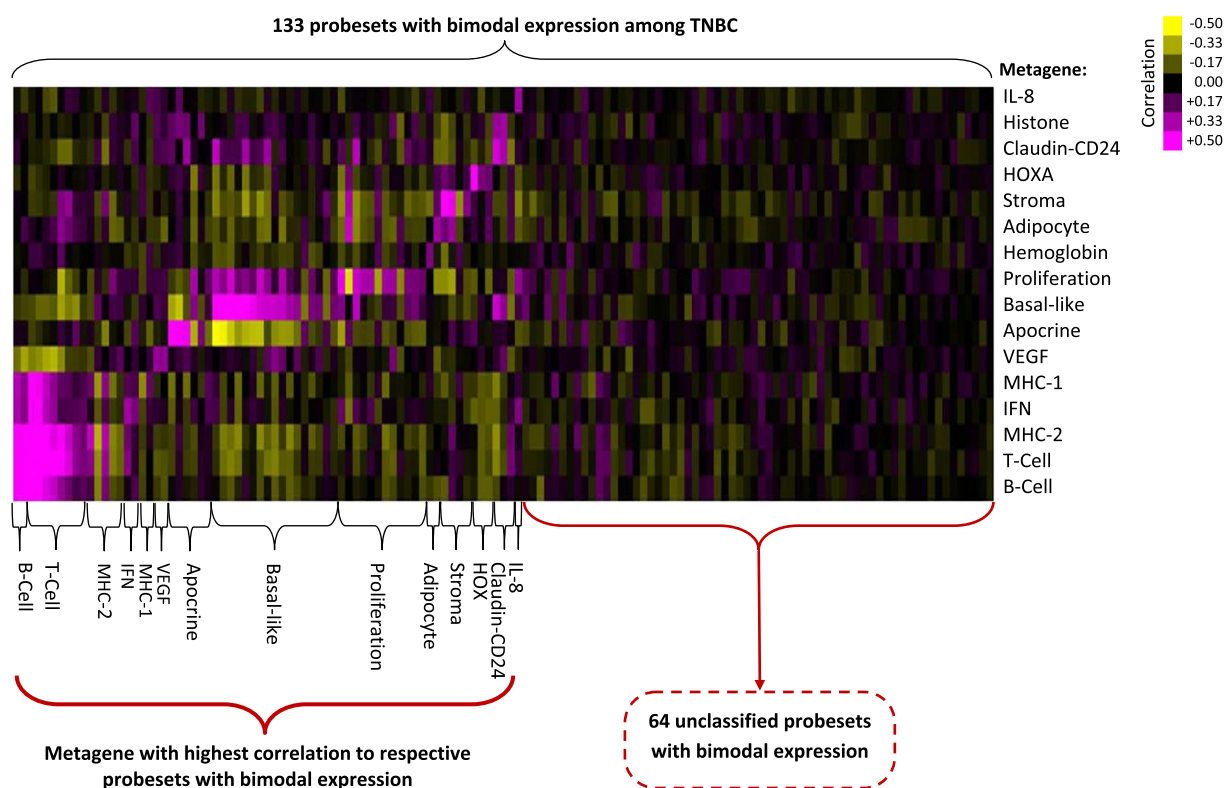 133 probesets with bimodal expression among TNBC
Correlation
-0.50
-0.33
-0.17
0.00
+0.17
+0.33
+0.50
Metagene:
IL-8
Histone
Claudin-CD24
HOXA
Stroma
Adipocyte
Hemoglobin
Proliferation
Basal-like
Apocrine
VEGF
MHC-1
IFN
MHC-2
T-Cell
B-Cell
B-Cell
T-Cell
MHC-2
IFN
MHC-1
VEGF
Apocrine
Basal-like
Proliferation
Adipocyte
Stroma
HOX
Claudin-CD24
IL-8
Metagene with highest correlation to respective
probesets with bimodal expression
64 unclassified probesets
with bimodal expression